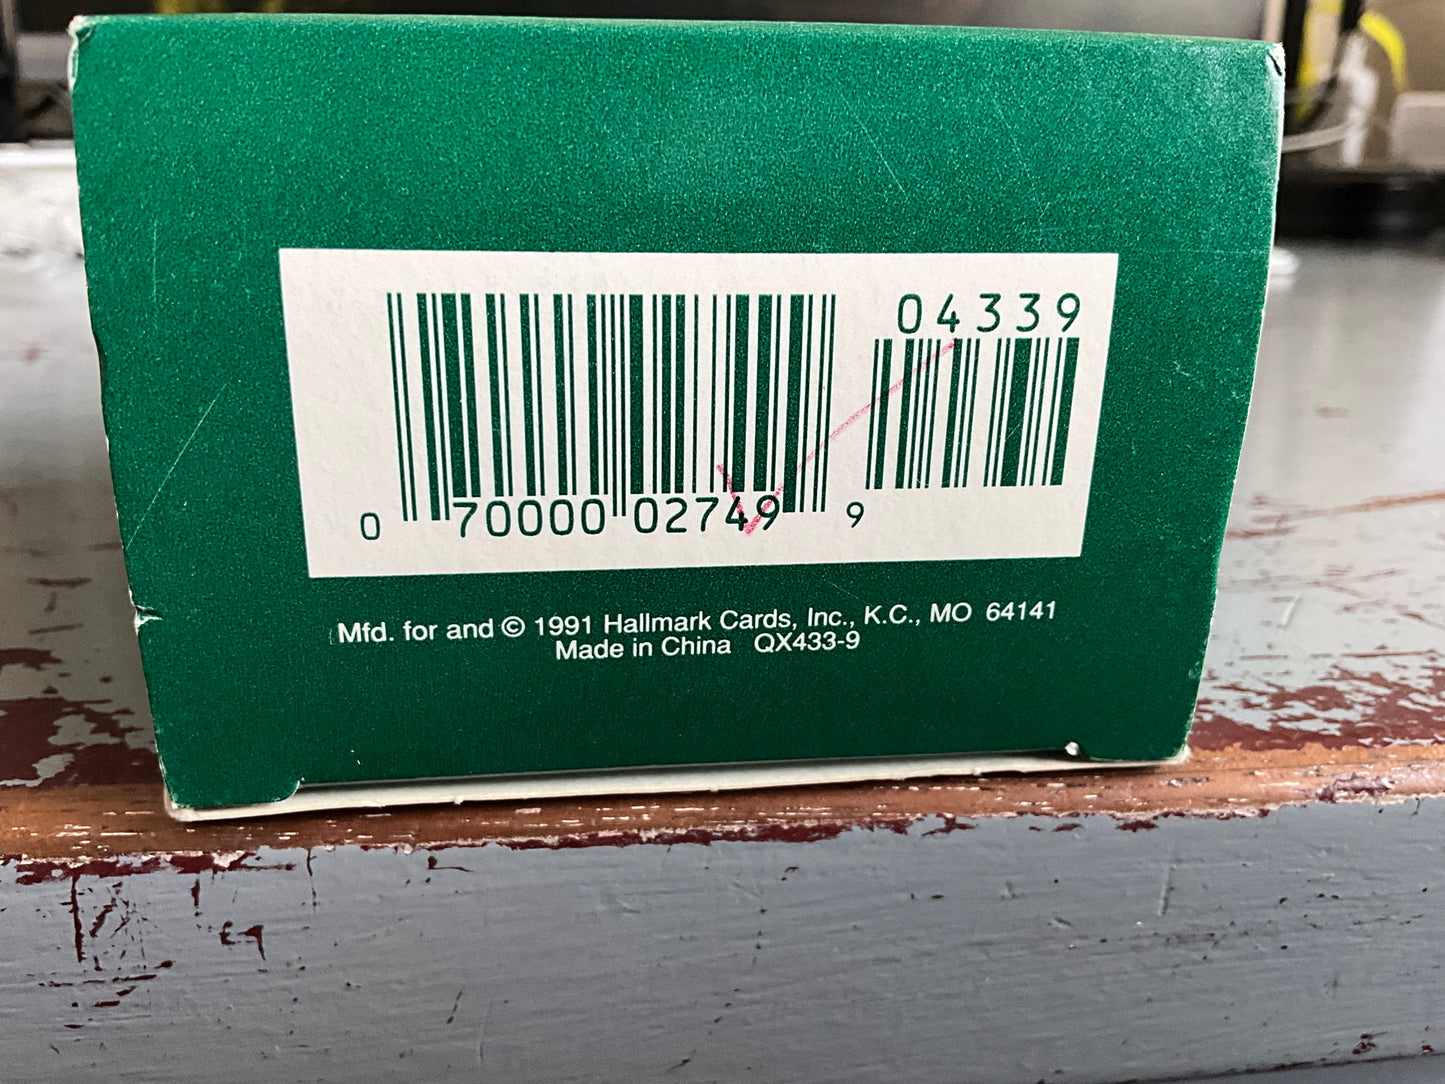 04339
0 70000 02749 9
Mfd. for and © 1991 Hallmark Cards, Inc., K.C., MO 64141
Made in China QX433-9